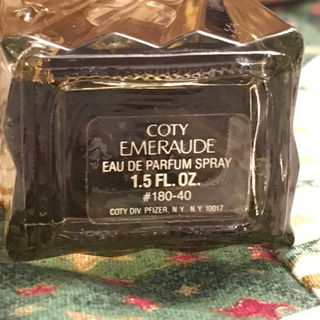 COTY
EMERAUDE
EAU DE PARFUM SPRAY
1.5 FL. OZ.
#180-40
COTY DIV PFIZER, N.Y., N.Y. 10017